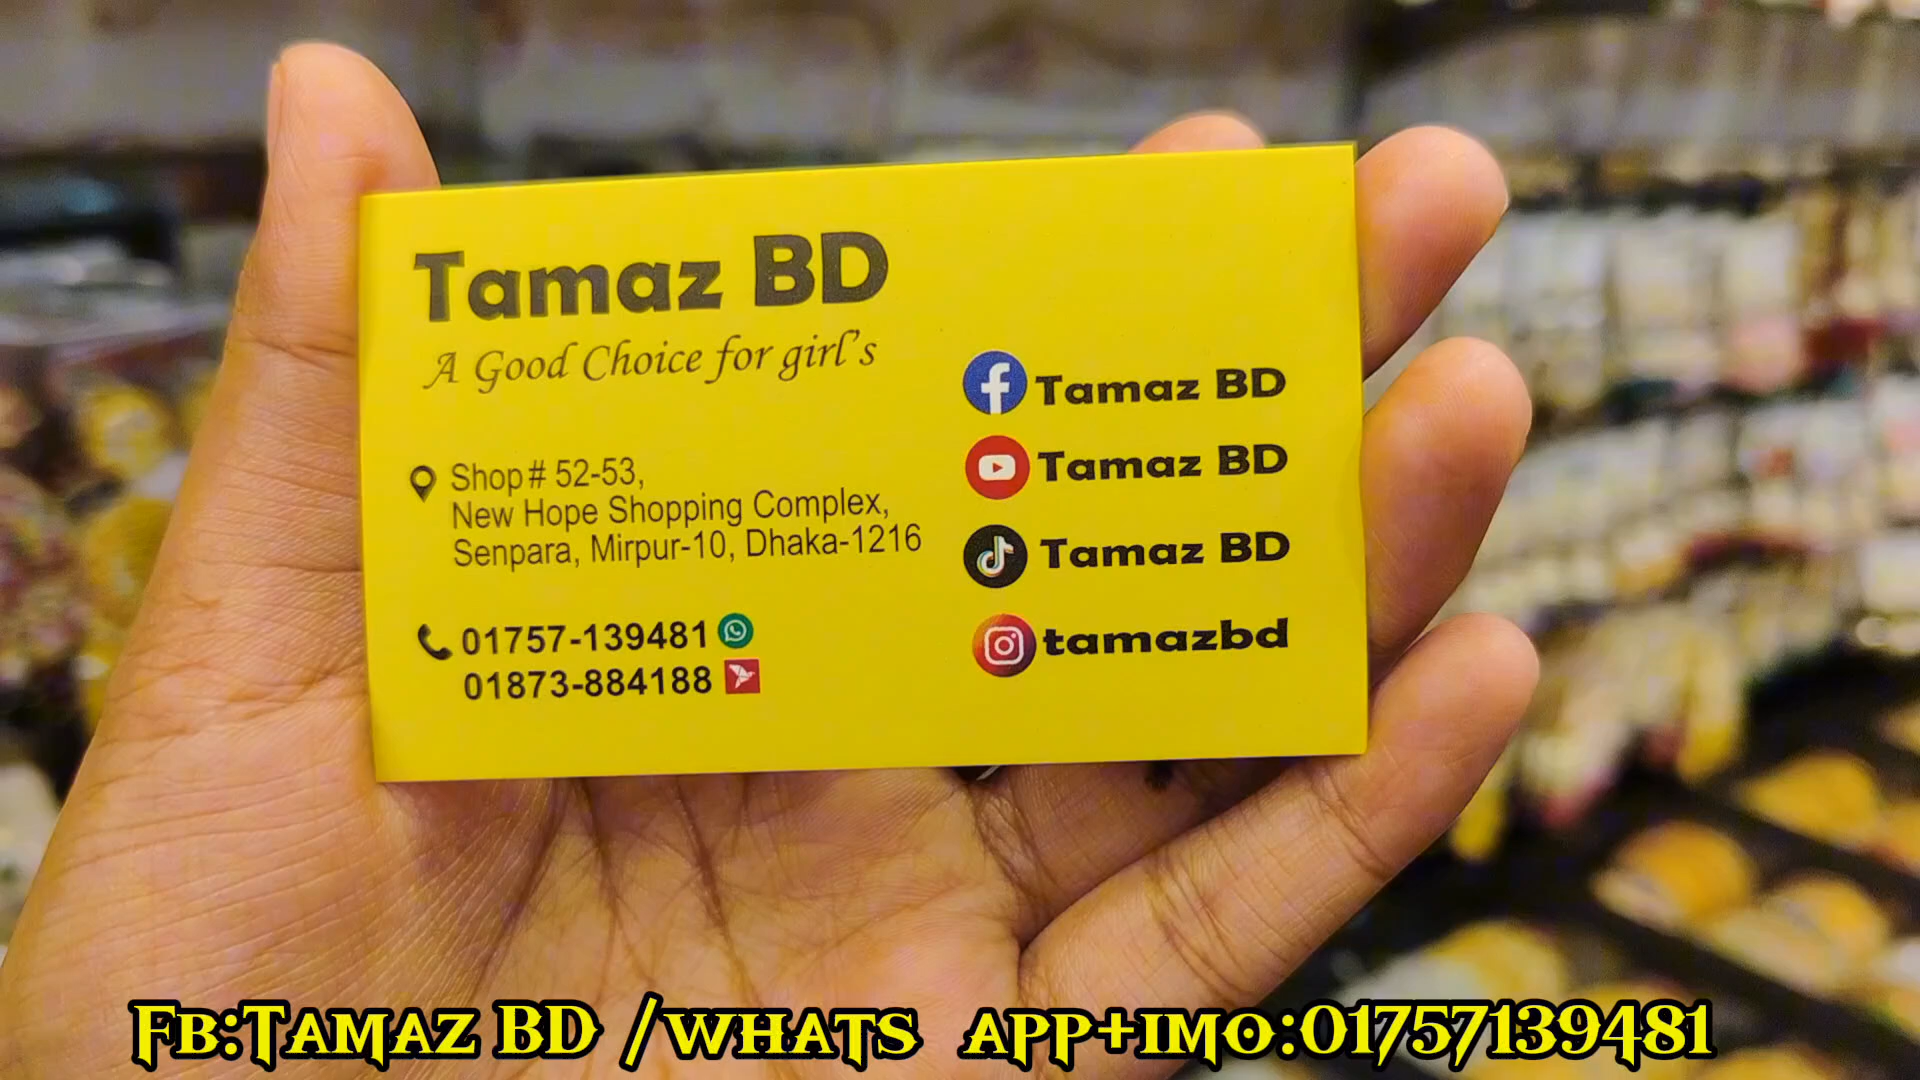 Tamaz BD
A Good Choice for girl's
Shop# 52-53,
New Hope Shopping Complex,
Senpara, Mirpur-10, Dhaka-1216
01757-139481
01873-884188
Tamaz BD
Tamaz BD
Tamaz BD
tamazbd
Fb:Tamaz BD /whats app+imo:01757139481